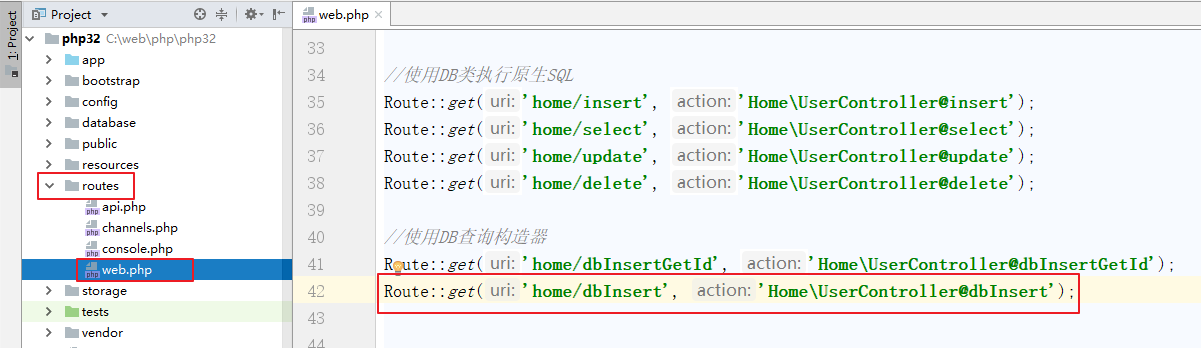 1: Project
Project
php32 C:\web\php\php32
app
bootstrap
config
database
public
resources
routes
api.php
channels.php
console.php
web.php
storage
tests
vendor
web.php
33
34 //使用DB类执行原生SQL
35 Route::get( uri: 'home/insert', action: 'Home\UserController@insert');
36 Route::get( uri: 'home/select', action: 'Home\UserController@select');
37 Route::get( uri: 'home/update', action: 'Home\UserController@update');
38 Route::get( uri: 'home/delete', action: 'Home\UserController@delete');
39
40 //使用DB查询构造器
41 Route::get( uri: 'home/dbInsertGetId', action: 'Home\UserController@dbInsertGetId');
42 Route::get( uri: 'home/dbInsert', action: 'Home\UserController@dbInsert');
43